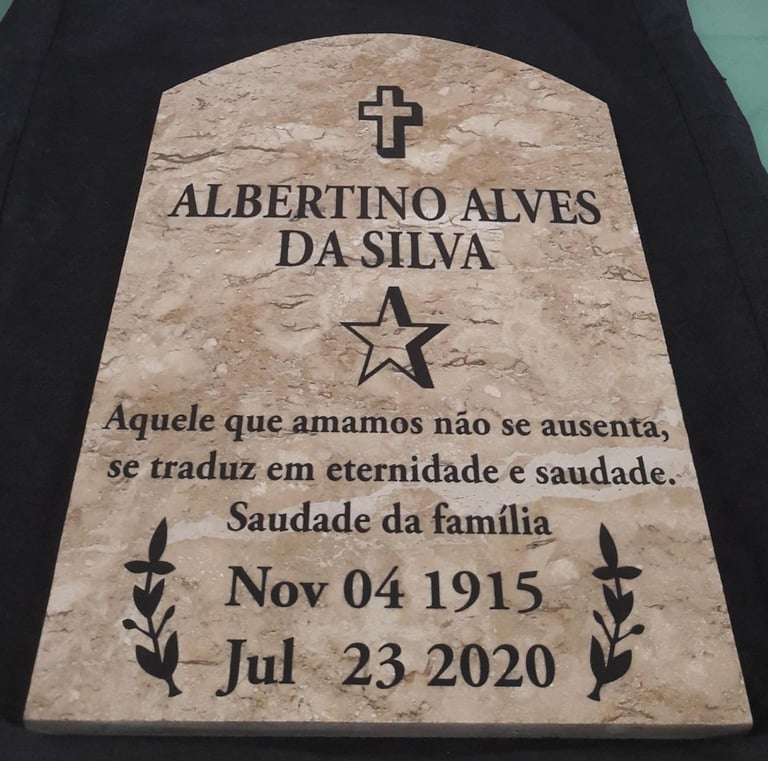 ALBERTINO ALVES
DA SILVA
Aquele que amamos não se ausenta,
se traduz em eternidade e saudade.
Saudade da família
Nov 04 1915
Jul 23 2020